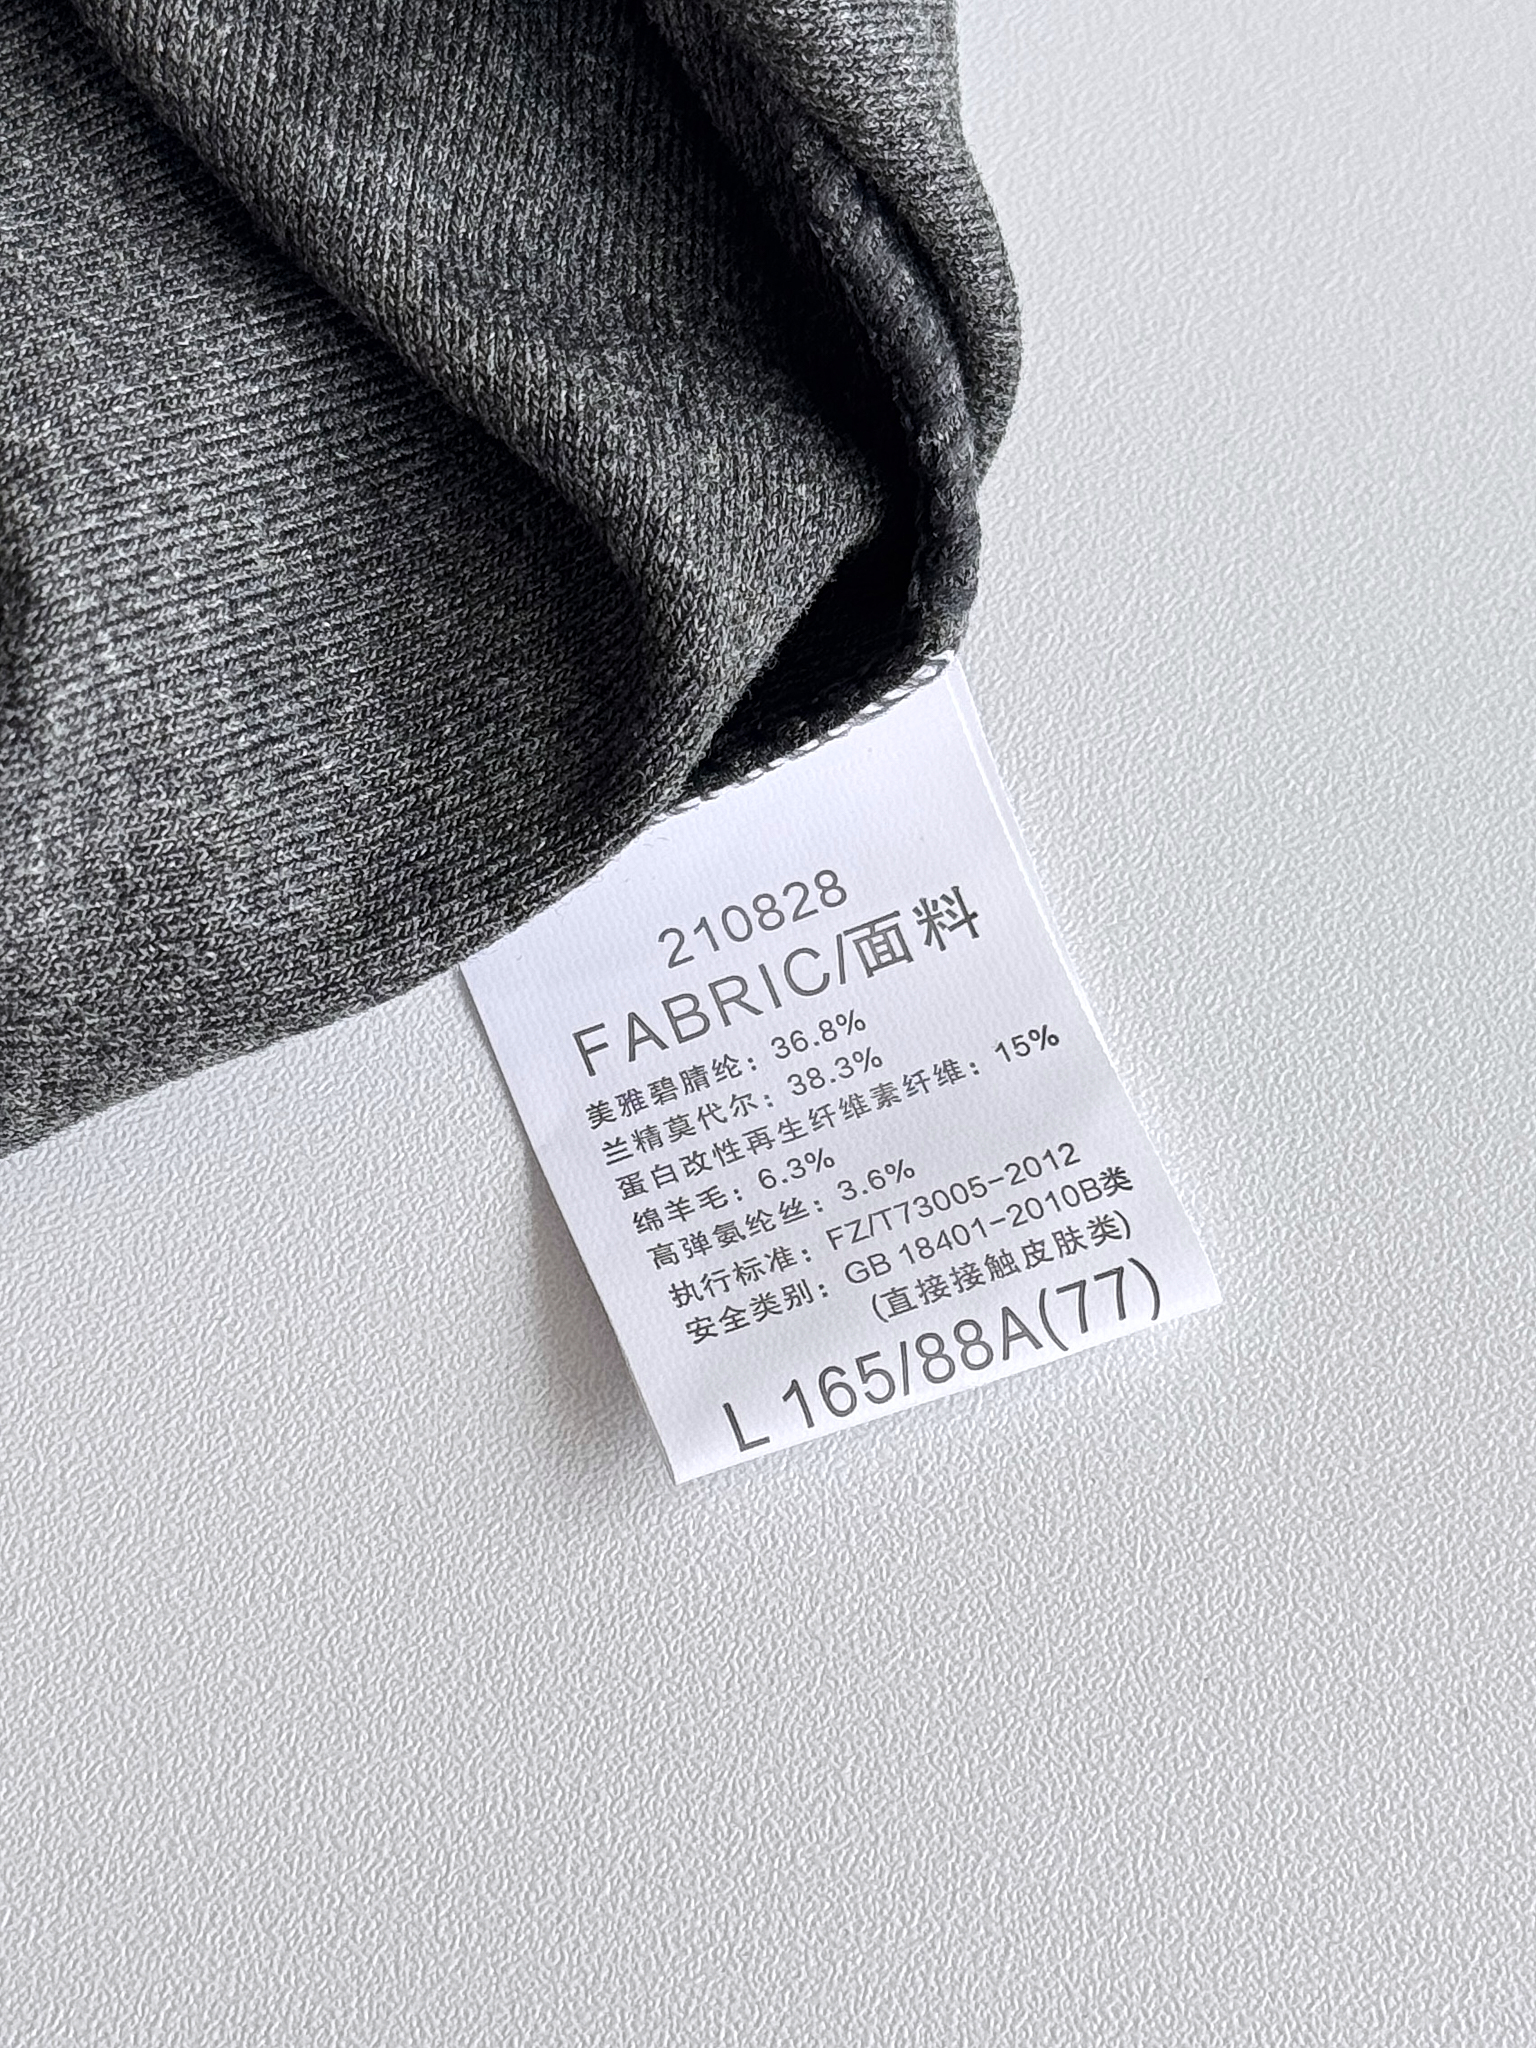 210828
FABRIC/面料
美雅碧腈纶：36.8%
兰精莫代尔：38.3%
蛋白改性再生纤维素纤维：15%
绵羊毛：6.3%
高弹氨纶丝：3.6%
执行标准：FZ/T73005-2012
安全类别：GB 18401-2010B类
(直接接触皮肤类)
L 165/88A(77)